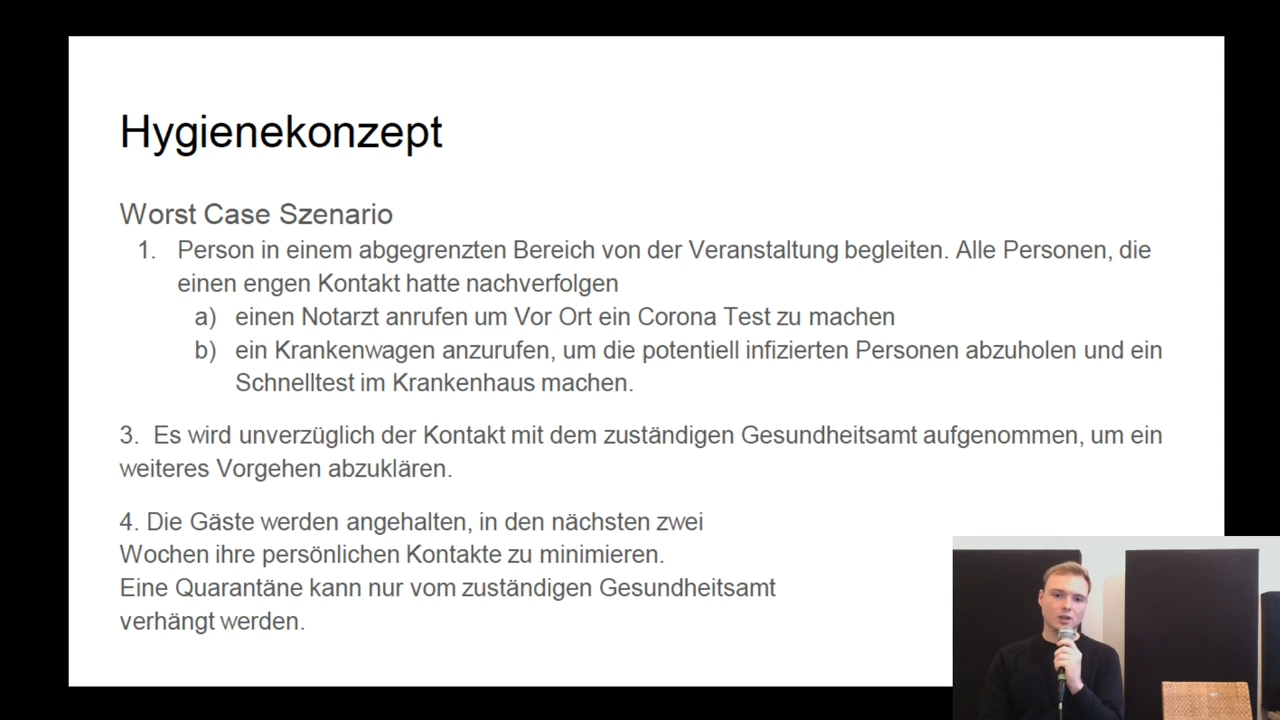 Hygienekonzept
Worst Case Szenario
1. Person in einem abgegrenzten Bereich von der Veranstaltung begleiten. Alle Personen, die
einen engen Kontakt hatte nachverfolgen
a) einen Notarzt anrufen um Vor Ort ein Corona Test zu machen
b) ein Krankenwagen anzurufen, um die potentiell infizierten Personen abzuholen und ein
Schnelltest im Krankenhaus machen.
3. Es wird unverzüglich der Kontakt mit dem zuständigen Gesundheitsamt aufgenommen, um ein
weiteres Vorgehen abzuklären.
4. Die Gäste werden angehalten, in den nächsten zwei
Wochen ihre persönlichen Kontakte zu minimieren.
Eine Quarantäne kann nur vom zuständigen Gesundheitsamt
verhängt werden.